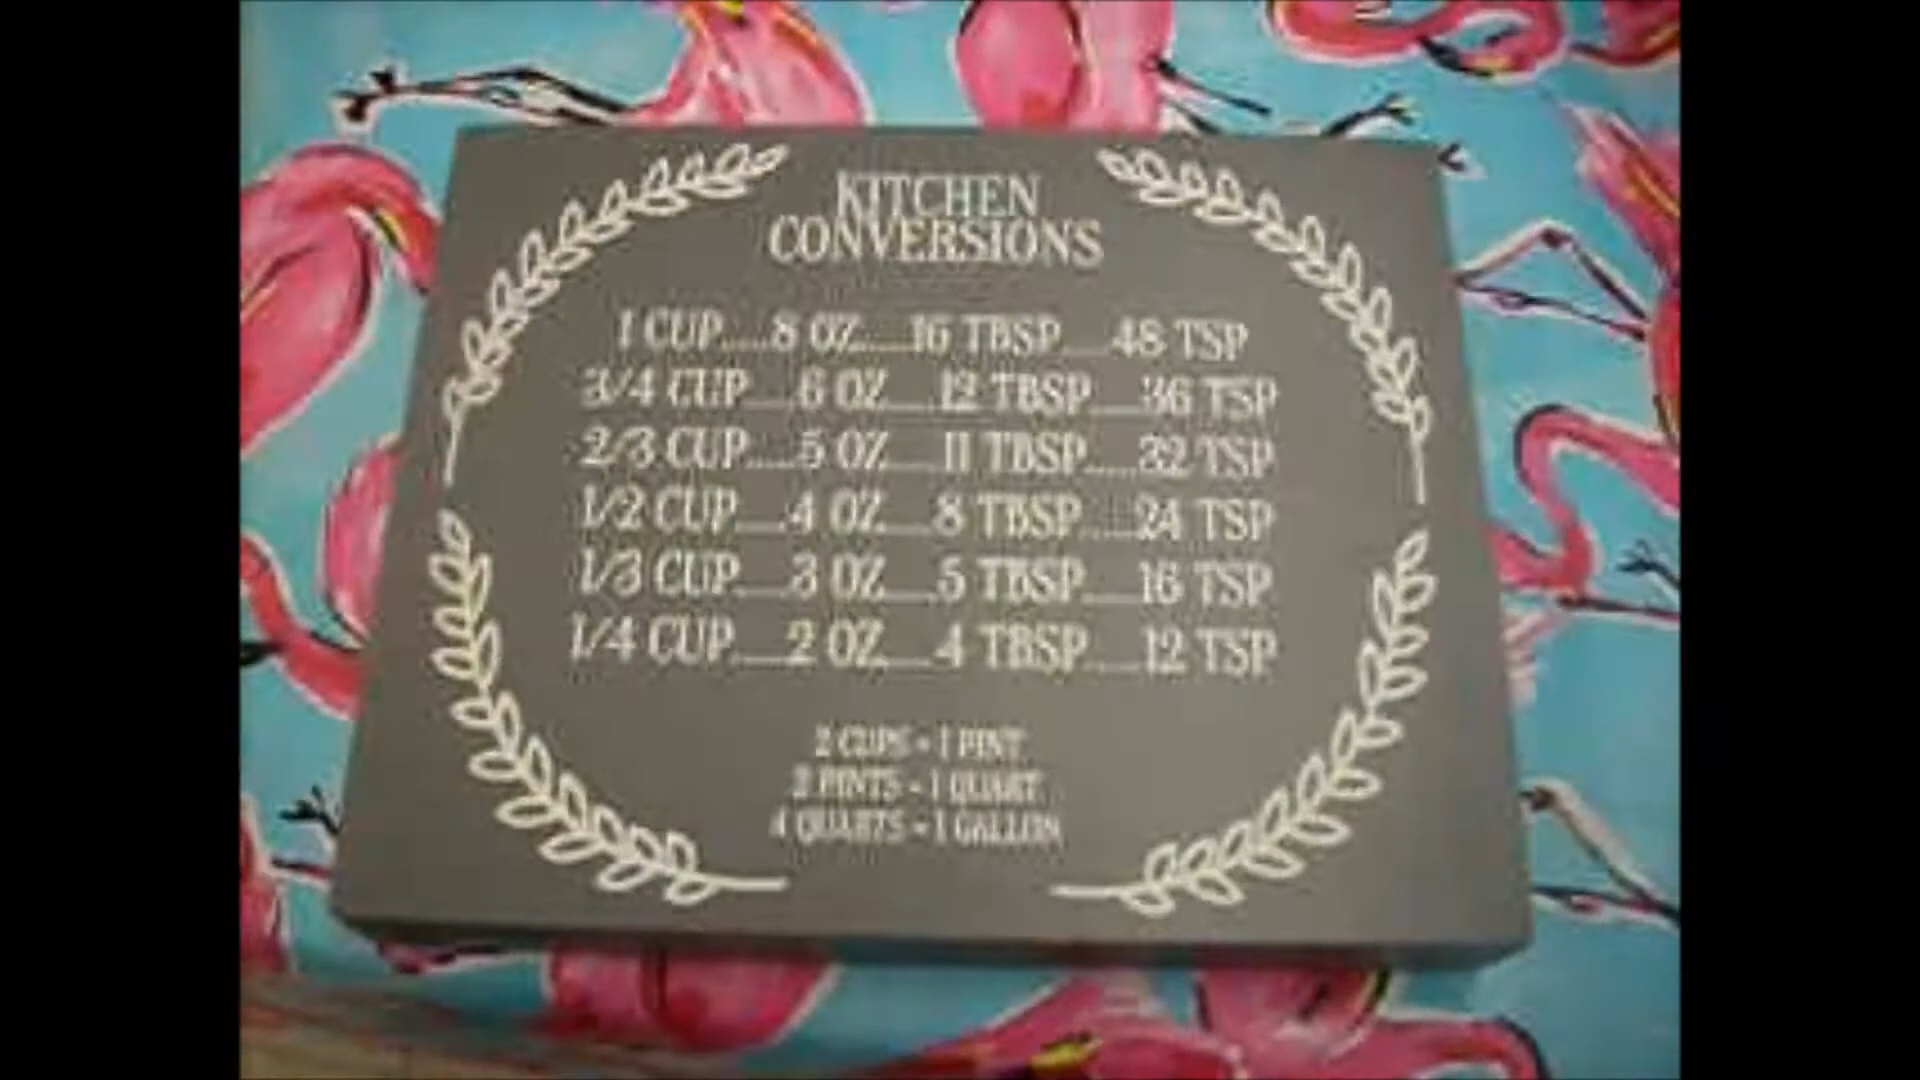 KITCHEN
CONVERSIONS
1 CUP.....8 OZ......16 TBSP.....48 TSP
3/4 CUP.....6 OZ......12 TBSP......36 TSP
2/3 CUP.....5 OZ......11 TBSP.....32 TSP
1/2 CUP.....4 OZ.....8 TBSP.....24 TSP
1/3 CUP.....3 OZ.....5 TBSP......16 TSP
1/4 CUP.....2 OZ.....4 TBSP.....12 TSP
2 CUPS = 1 PINT
2 PINTS = 1 QUART
4 QUARTS = 1 GALLON